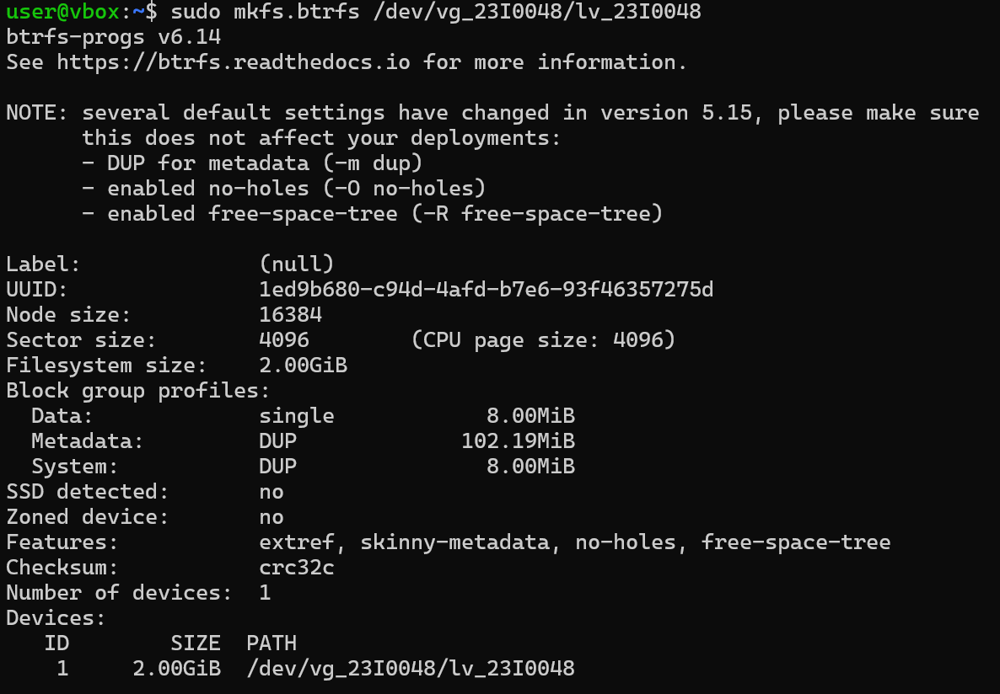 user@vbox:~$ sudo mkfs.btrfs /dev/vg_23I0048/lv_23I0048
btrfs-progs v6.14
See https://btrfs.readthedocs.io for more information.

NOTE: several default settings have changed in version 5.15, please make sure
      this does not affect your deployments:
      - DUP for metadata (-m dup)
      - enabled no-holes (-O no-holes)
      - enabled free-space-tree (-R free-space-tree)

Label:              (null)
UUID:               1ed9b680-c94d-4afd-b7e6-93f46357275d
Node size:          16384
Sector size:        4096        (CPU page size: 4096)
Filesystem size:    2.00GiB
Block group profiles:
  Data:             single            8.00MiB
  Metadata:         DUP             102.19MiB
  System:           DUP               8.00MiB
SSD detected:       no
Zoned device:       no
Features:           extref, skinny-metadata, no-holes, free-space-tree
Checksum:           crc32c
Number of devices:  1
Devices:
   ID        SIZE  PATH
    1     2.00GiB  /dev/vg_23I0048/lv_23I0048